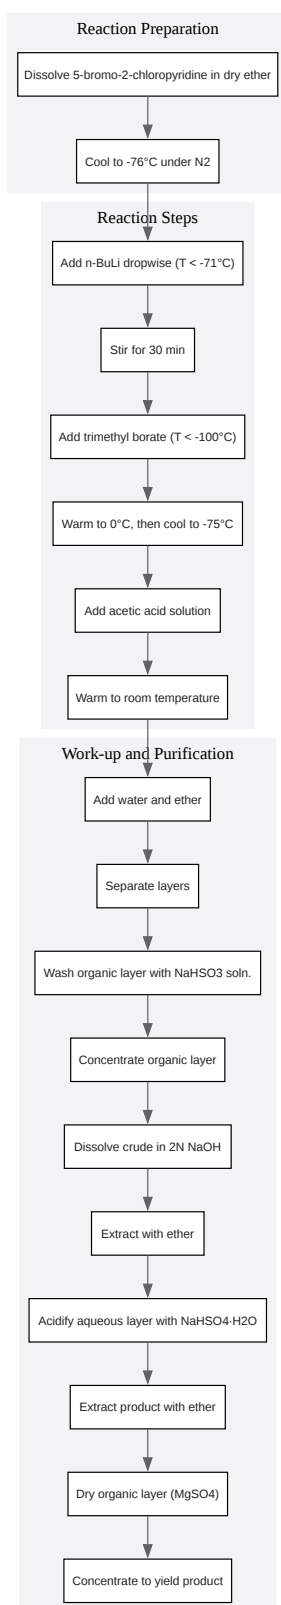 Reaction Preparation
Dissolve 5-bromo-2-chloropyridine in dry ether
Cool to -76°C under N2
Reaction Steps
Add n-BuLi dropwise (T < -71°C)
Stir for 30 min
Add trimethyl borate (T < -100°C)
Warm to 0°C, then cool to -75°C
Add acetic acid solution
Warm to room temperature
Work-up and Purification
Add water and ether
Separate layers
Wash organic layer with NaHSO3 soln.
Concentrate organic layer
Dissolve crude in 2N NaOH
Extract with ether
Acidify aqueous layer with NaHSO4·H2O
Extract product with ether
Dry organic layer (MgSO4)
Concentrate to yield product